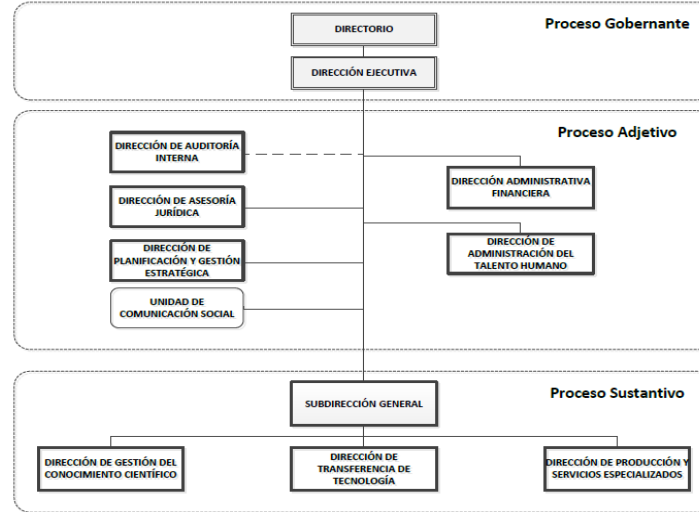 Proceso Gobernante
DIRECTORIO
DIRECCIÓN EJECUTIVA
Proceso Adjetivo
DIRECCIÓN DE AUDITORÍA
INTERNA
DIRECCIÓN DE ASESORÍA
JURÍDICA
DIRECCIÓN DE
PLANIFICACIÓN Y GESTIÓN
ESTRATÉGICA
UNIDAD DE
COMUNICACIÓN SOCIAL
DIRECCIÓN ADMINISTRATIVA
FINANCIERA
DIRECCIÓN DE
ADMINISTRACIÓN DEL
TALENTO HUMANO
Proceso Sustantivo
SUBDIRECCIÓN GENERAL
DIRECCIÓN DE GESTIÓN DEL
CONOCIMIENTO CIENTÍFICO
DIRECCIÓN DE
TRANSFERENCIA DE
TECNOLOGÍA
DIRECCIÓN DE PRODUCCIÓN Y
SERVICIOS ESPECIALIZADOS